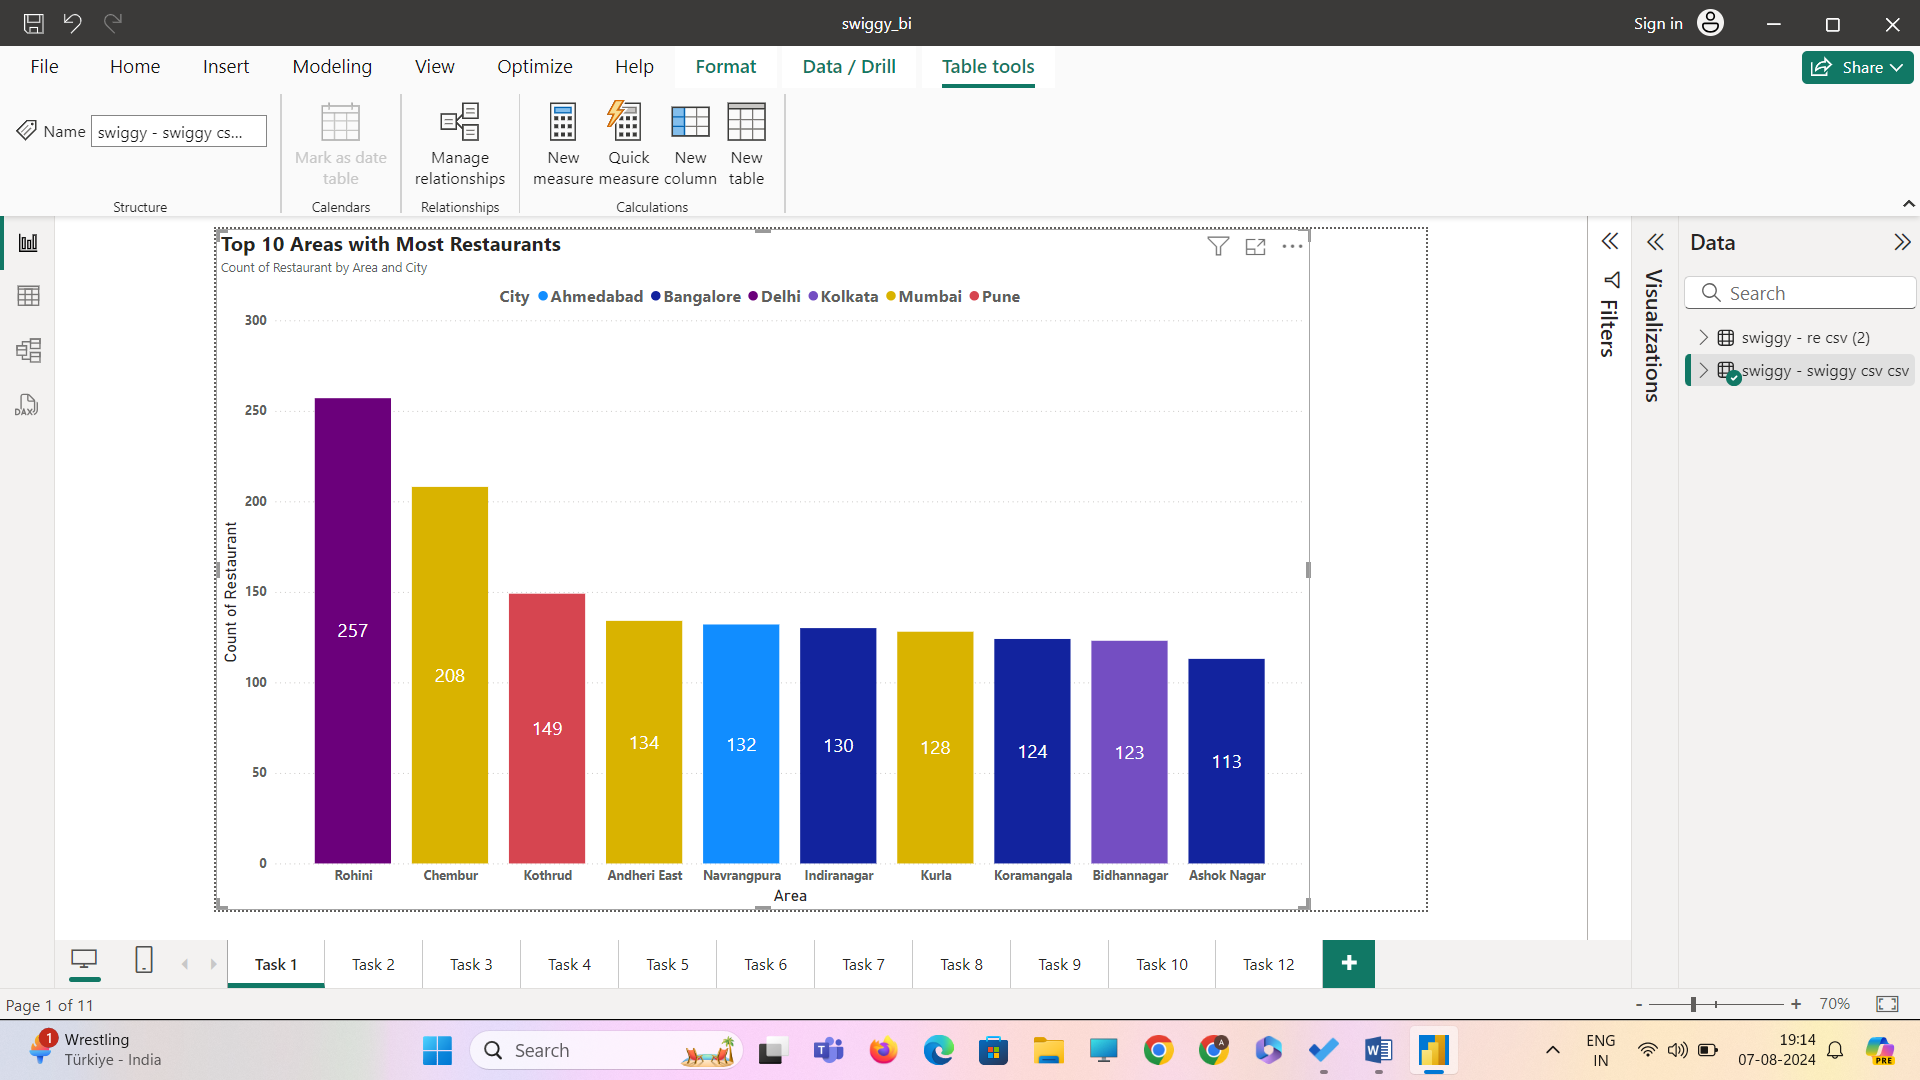 swiggy_bi
Sign in
File Home Insert Modeling View Optimize Help Format Data / Drill Table tools
Share
Name swiggy - swiggy cs...
Mark as date table
Manage relationships
New measure
Quick measure
New column
New table
Structure Calendars Relationships Calculations
Top 10 Areas with Most Restaurants
Count of Restaurant by Area and City
City Ahmedabad Bangalore Delhi Kolkata Mumbai Pune
Count of Restaurant
300
250
200
150
100
50
0
257 208 149 134 132 130 128 124 123 113
Rohini Chembur Kothrud Andheri East Navrangpura Indiranagar Kurla Koramangala Bidhannagar Ashok Nagar
Area
Filters
Visualizations
Data
Search
swiggy - re csv (2)
swiggy - swiggy csv csv
DAX
Task 1 Task 2 Task 3 Task 4 Task 5 Task 6 Task 7 Task 8 Task 9 Task 10 Task 12 +
Page 1 of 11
- + 70%
1
Wrestling
Türkiye - India
Search
A
ENG
IN
19:14
07-08-2024
PRE